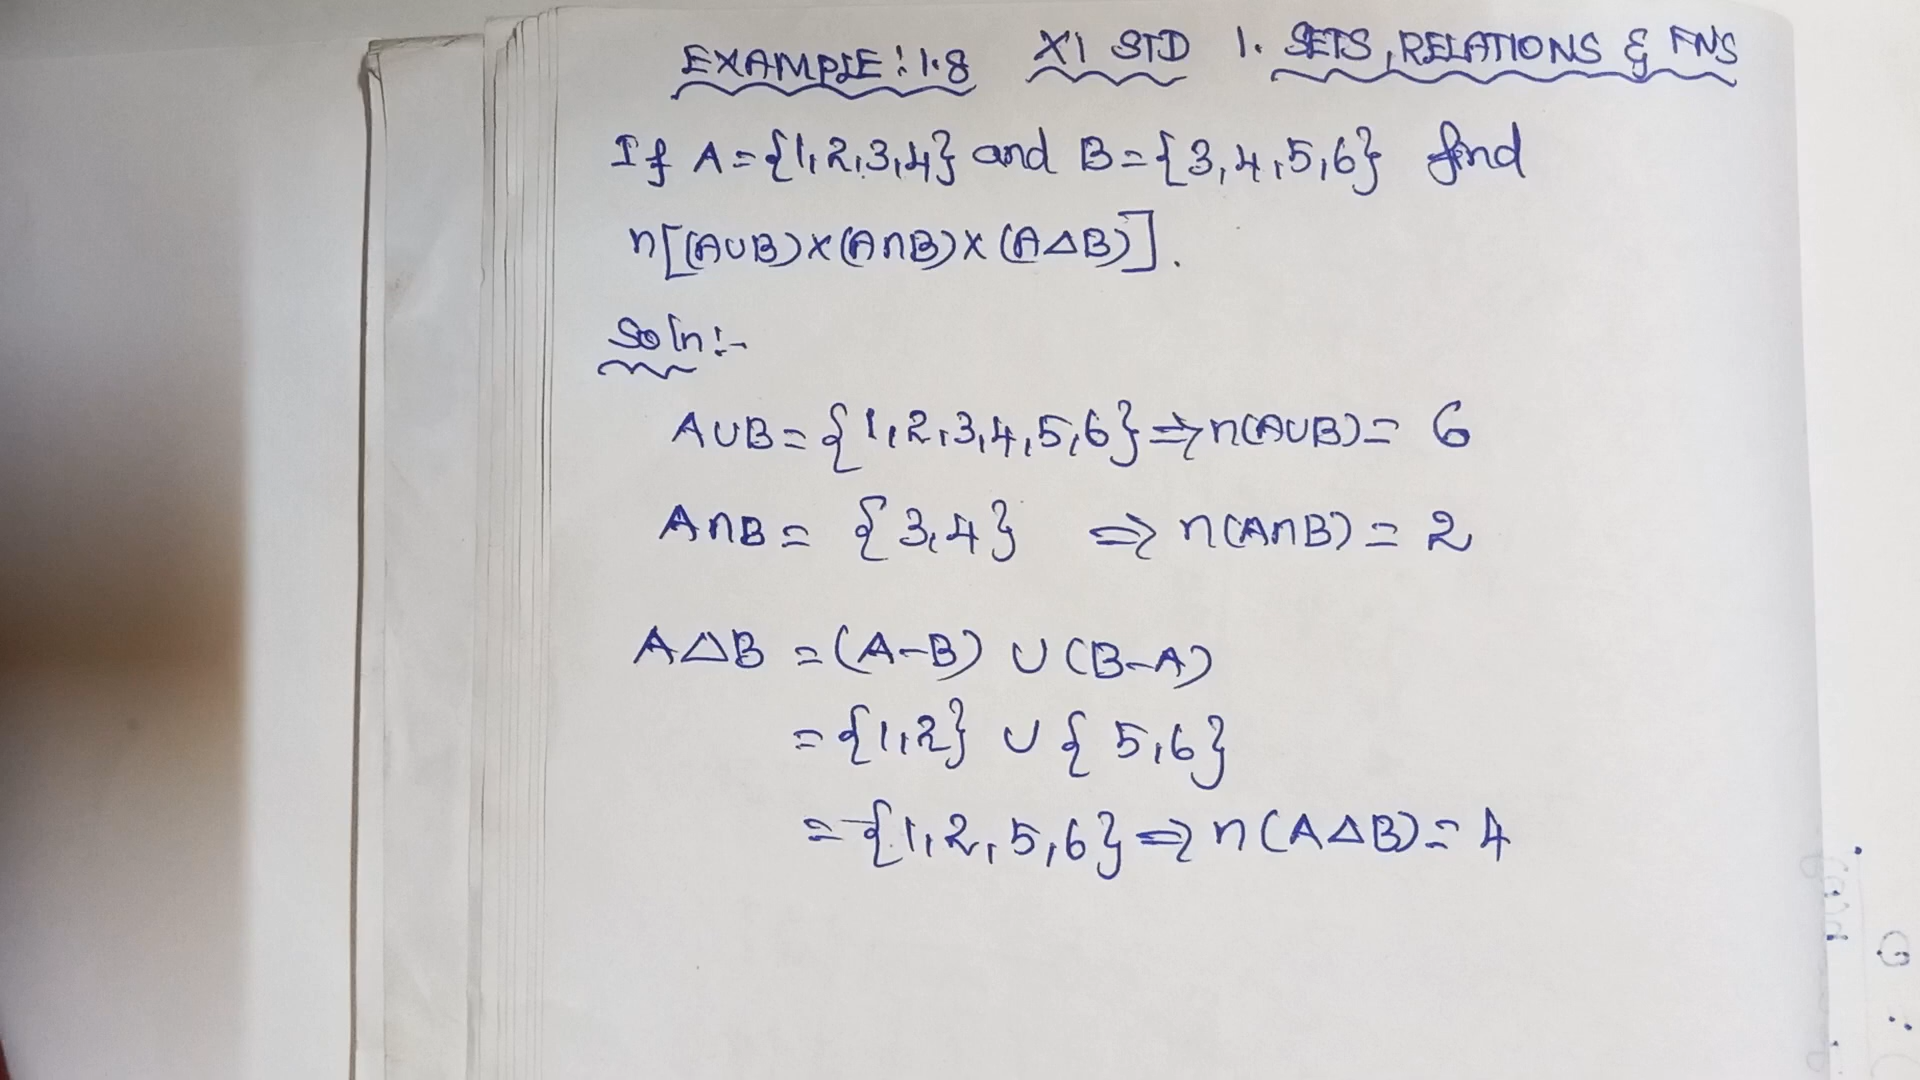 EXAMPLE: 1.8 XI STD 1. SETS, RELATIONS & FNS
If A={1,2,3,4} and B={3,4,5,6} find
n[(A∪B)×(A∩B)×(A△B)].
Soln:-
A∪B={1,2,3,4,5,6}⇒n(A∪B)= 6
A∩B= {3,4} ⇒ n(A∩B)= 2
A△B =(A-B) ∪ (B-A)
={1,2} ∪ {5,6}
={1,2,5,6}⇒n(A△B)=4